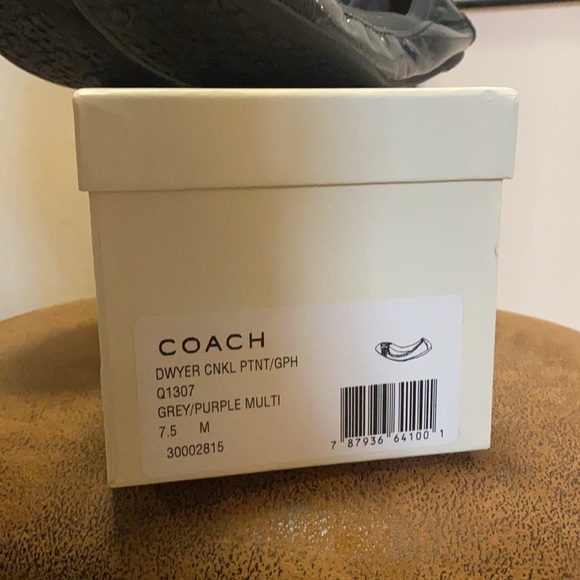 COACH
DWYER CNKL PTNT/GPH
Q1307
GREY/PURPLE MULTI
7.5 M
30002815
7 87936 64100 1